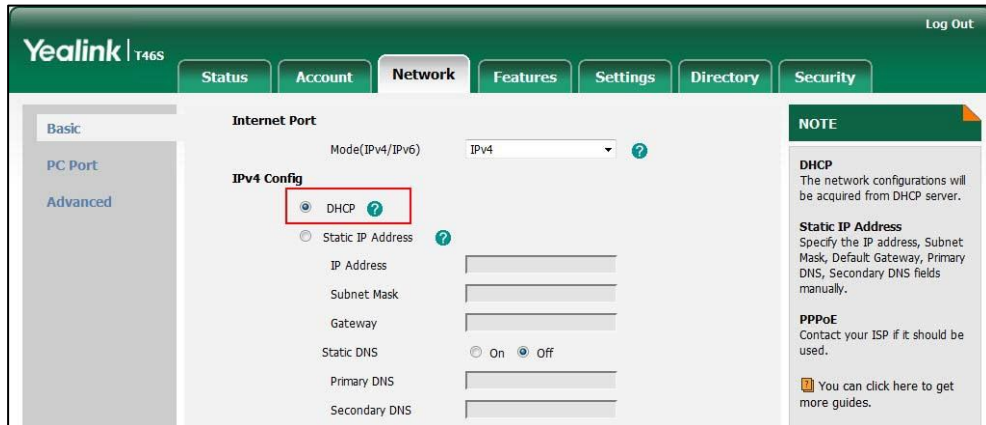 Log Out
Yealink | T46S
Status Account Network Features Settings Directory Security
Basic
PC Port
Advanced
Internet Port
Mode(IPv4/IPv6) IPv4 ?
IPv4 Config
DHCP ?
Static IP Address ?
IP Address
Subnet Mask
Gateway
Static DNS On Off
Primary DNS
Secondary DNS
NOTE
DHCP
The network configurations will
be acquired from DHCP server.
Static IP Address
Specify the IP address, Subnet
Mask, Default Gateway, Primary
DNS, Secondary DNS fields
manually.
PPPoE
Contact your ISP if it should be
used.
? You can click here to get
more guides.